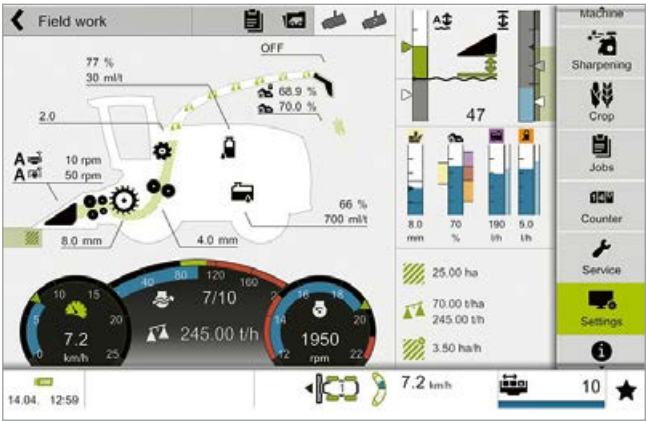 Field work
OFF
77 %
30 ml/t
68.9 %
70.0 %
2.0
A 10 rpm
A 50 rpm
66 %
700 ml/t
8.0 mm
4.0 mm
40 80 120 160
7/10
245.00 t/h
0 5 10 15 20 25
7.2
km/h
12 14 16 18 20 22
1950
rpm
A
47
8.0
mm
70
%
190
l/h
5.0
l/h
25.00 ha
70.00 t/ha
245.00 t/h
3.50 ha/h
Machine
Sharpening
Crop
Jobs
Counter
Service
Settings
14.04. 12:59
1
7.2 km/h
10